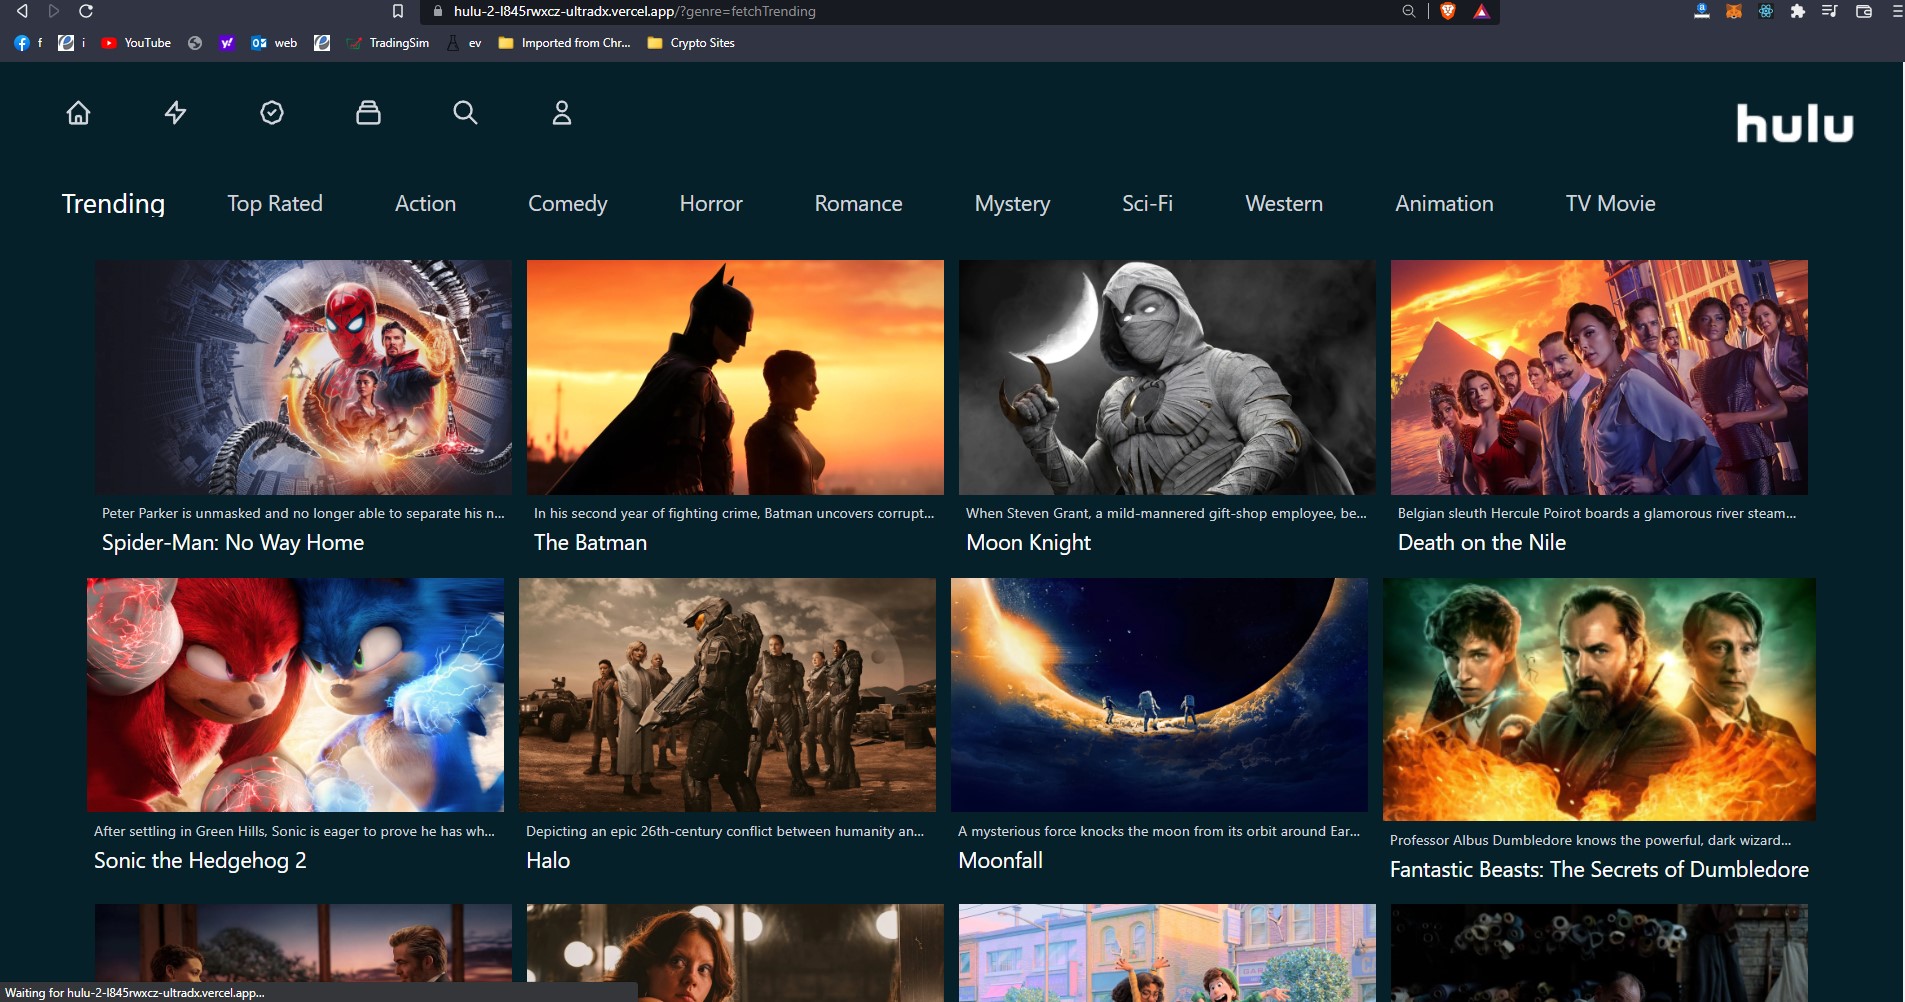 hulu-2-l845rwxcz-ultradx.vercel.app/?genre=fetchTrending
f i YouTube web TradingSim ev Imported from Chr... Crypto Sites
hulu
Trending Top Rated Action Comedy Horror Romance Mystery Sci-Fi Western Animation TV Movie
Peter Parker is unmasked and no longer able to separate his n...
Spider-Man: No Way Home
In his second year of fighting crime, Batman uncovers corrupt...
The Batman
When Steven Grant, a mild-mannered gift-shop employee, be...
Moon Knight
Belgian sleuth Hercule Poirot boards a glamorous river steam...
Death on the Nile
After settling in Green Hills, Sonic is eager to prove he has wh...
Sonic the Hedgehog 2
Depicting an epic 26th-century conflict between humanity an...
Halo
A mysterious force knocks the moon from its orbit around Ear...
Moonfall
Professor Albus Dumbledore knows the powerful, dark wizard...
Fantastic Beasts: The Secrets of Dumbledore
Waiting for hulu-2-l845rwxcz-ultradx.vercel.app...